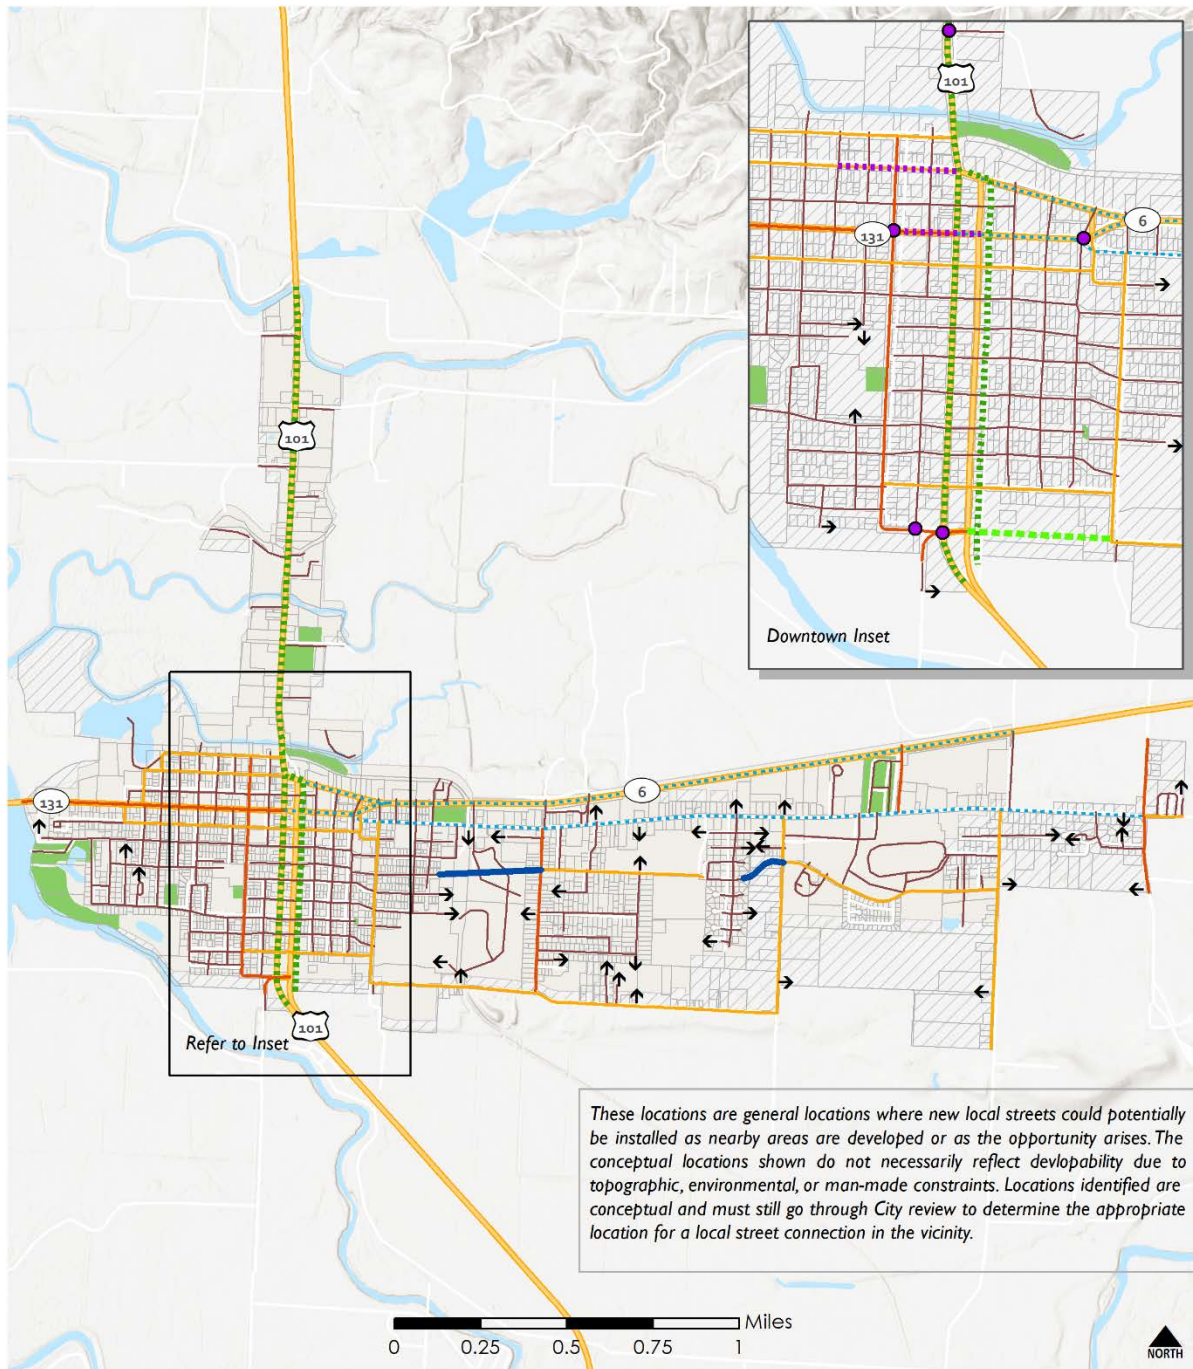 101
6
131
Downtown Inset
101
131
6
101
Refer to Inset
These locations are general locations where new local streets could potentially
be installed as nearby areas are developed or as the opportunity arises. The
conceptual locations shown do not necessarily reflect devlopability due to
topographic, environmental, or man-made constraints. Locations identified are
conceptual and must still go through City review to determine the appropriate
location for a local street connection in the vicinity.
Miles
0 0.25 0.5 0.75 1
NORTH